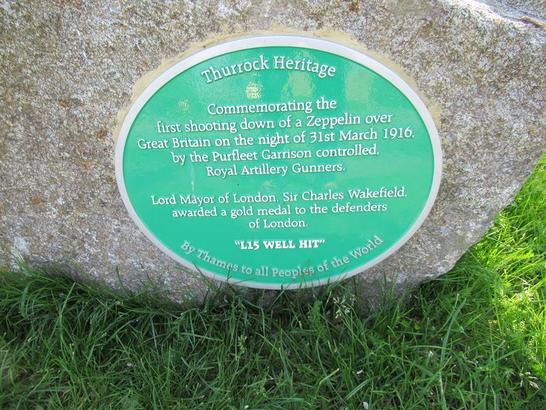 Thurrock Heritage
Commemorating the
first shooting down of a Zeppelin over
Great Britain on the night of 31st March 1916.
by the Purfleet Garrison controlled.
Royal Artillery Gunners.
Lord Mayor of London. Sir Charles Wakefield.
awarded a gold medal to the defenders
of London.
"L15 WELL HIT"
By Thames to all Peoples of the World